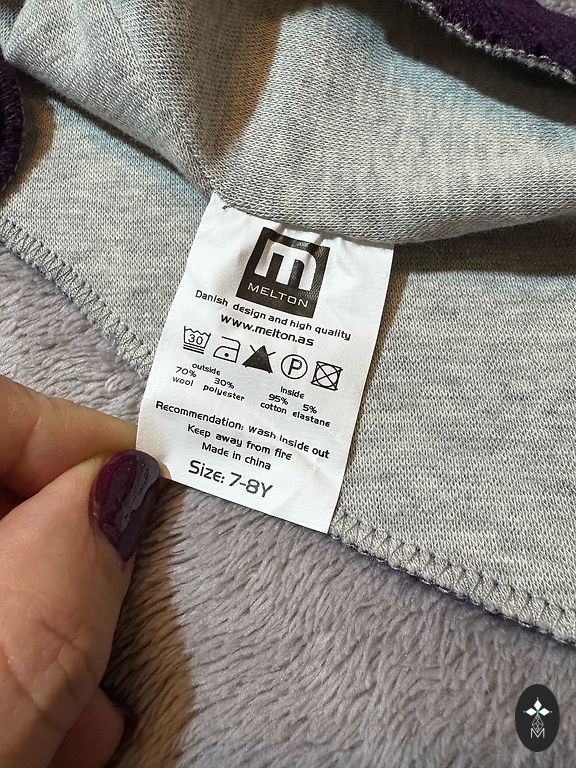 m
MELTON
Danish design and high quality
www.melton.as
30 P
outside inside
70% 30% 95% 5%
wool polyester cotton elastane
Recommendation: wash inside out
Keep away from fire
Made in china
Size: 7-8Y
M